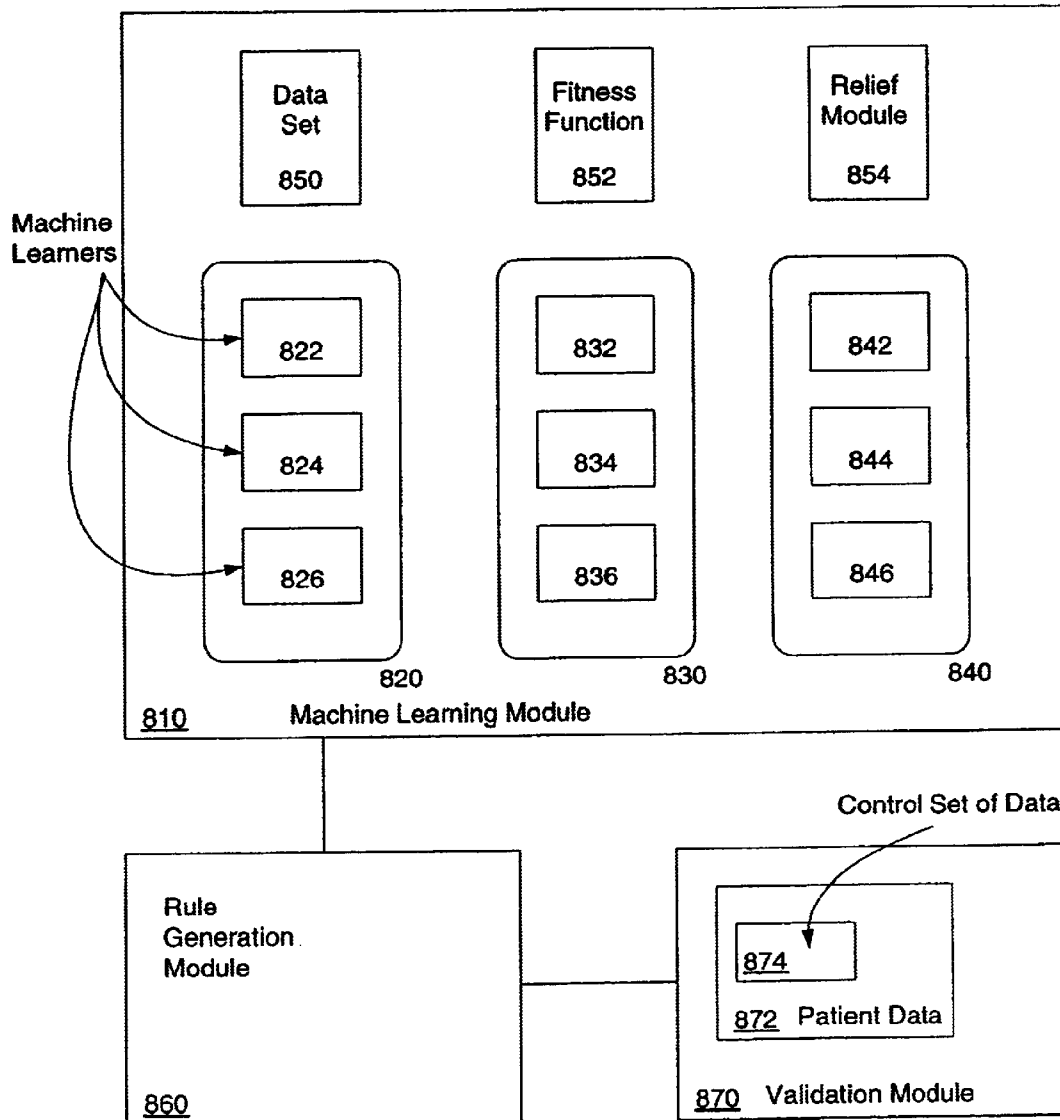 Data
Set
850
Fitness
Function
852
Relief
Module
854
Machine
Learners
822
832
842
824
834
844
826
836
846
820
830
840
810
Machine Learning Module
Control Set of Data
Rule
Generation
Module
874
872 Patient Data
860
870 Validation Module